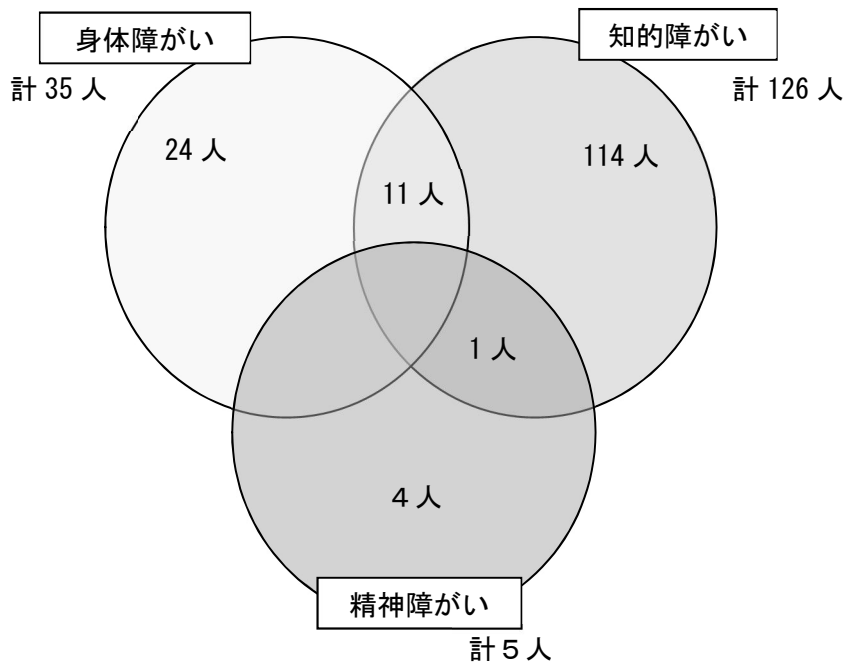 身体障がい
知的障がい
計 35 人
計 126 人
24 人
114 人
11 人
1 人
4 人
精神障がい
計 5 人